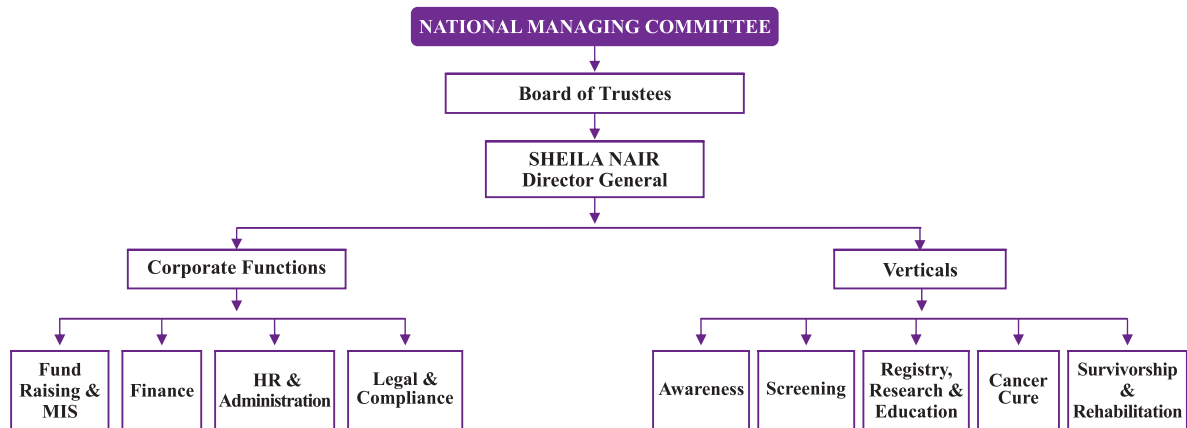 NATIONAL MANAGING COMMITTEE
Board of Trustees
SHEILA NAIR
Director General
Corporate Functions
Verticals
Fund
Raising &
MIS
Finance
HR &
Administration
Legal &
Compliance
Awareness
Screening
Registry,
Research &
Education
Cancer
Cure
Survivorship
&
Rehabilitation